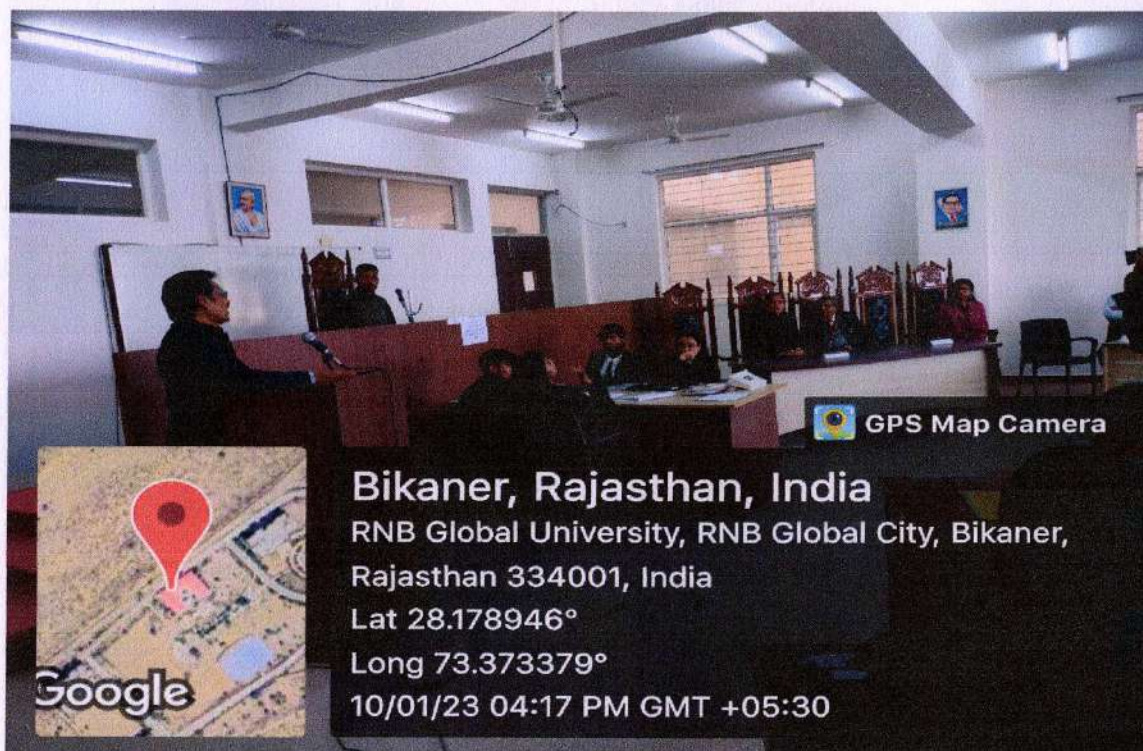 GPS Map Camera
Bikaner, Rajasthan, India
RNB Global University, RNB Global City, Bikaner,
Rajasthan 334001, India
Lat 28.178946°
Long 73.373379°
10/01/23 04:17 PM GMT +05:30
Google